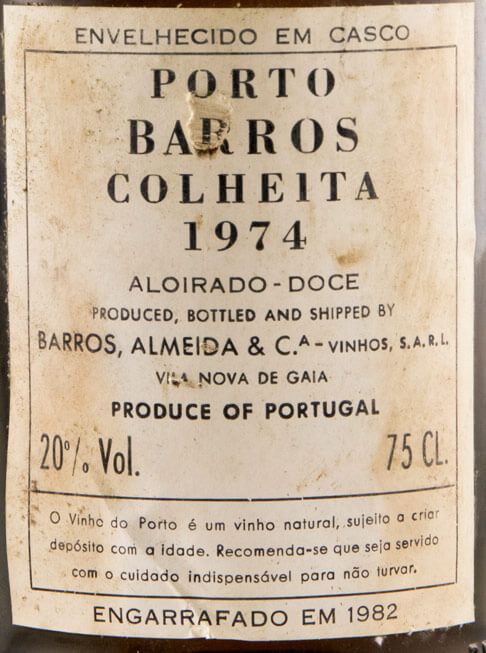 ENVELHECIDO EM CASCO
PORTO
BARROS
COLHEITA
1974
ALOIRADO-DOCE
PRODUCED, BOTTLED AND SHIPPED BY
BARROS, ALMEIDA & C.ᴬ - VINHOS, S.A.R.L.
VILA NOVA DE GAIA
PRODUCE OF PORTUGAL
20% Vol. 75 CL.
O Vinho do Porto é um vinho natural, sujeito a criar
depósito com a idade. Recomenda-se que seja servido
com o cuidado indispensável para não turvar.
ENGARRAFADO EM 1982